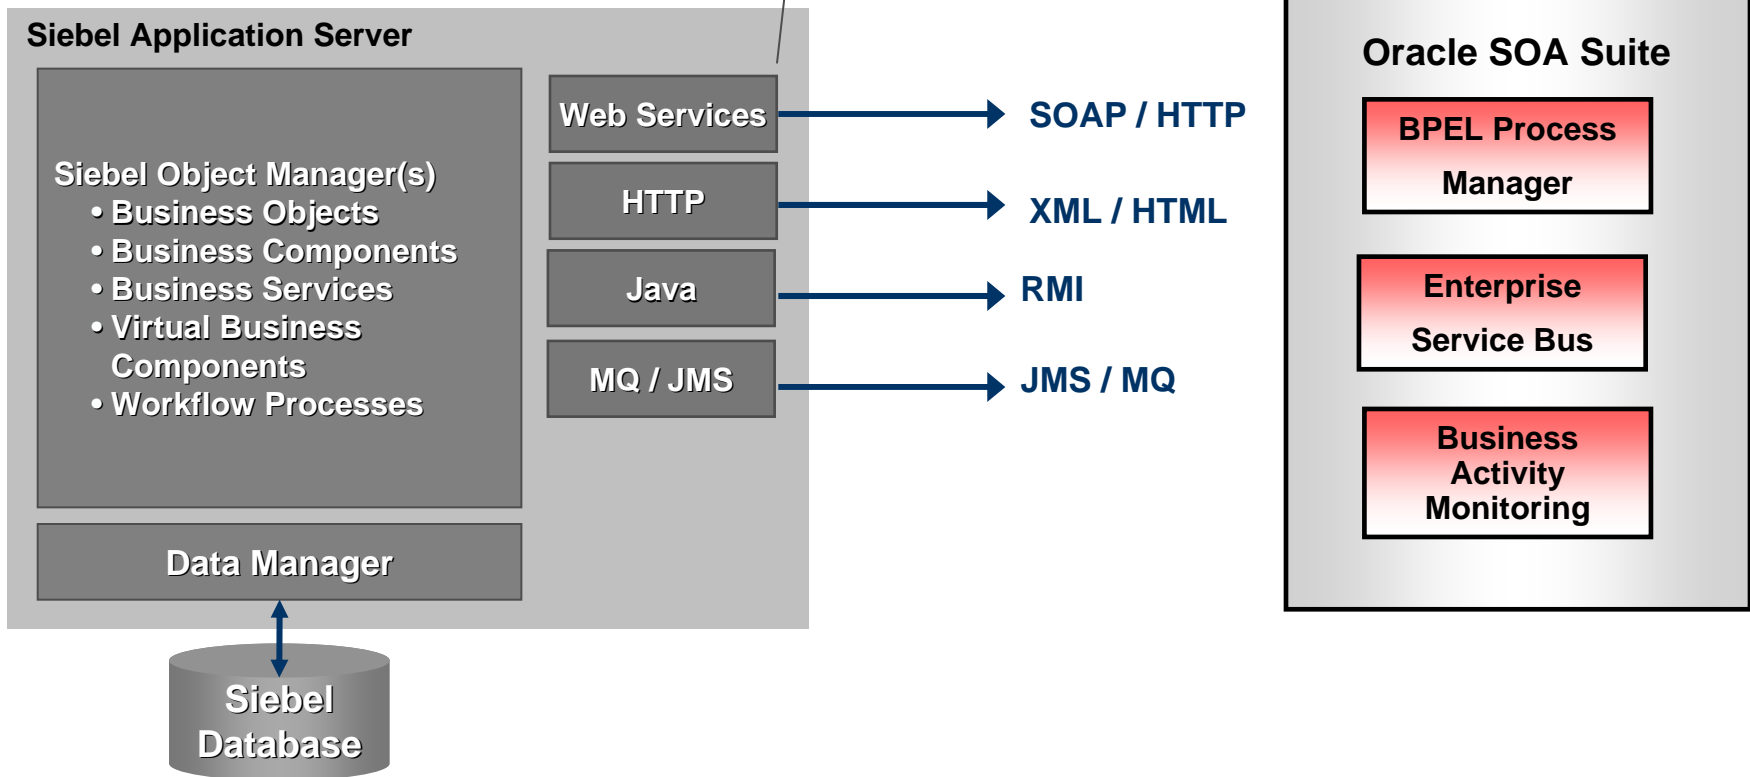 Siebel Application Server
Siebel Object Manager(s)
• Business Objects
• Business Components
• Business Services
• Virtual Business
Components
• Workflow Processes
Data Manager
Siebel
Database
Web Services
HTTP
Java
MQ / JMS
SOAP / HTTP
XML / HTML
RMI
JMS / MQ
Oracle SOA Suite
BPEL Process
Manager
Enterprise
Service Bus
Business
Activity
Monitoring